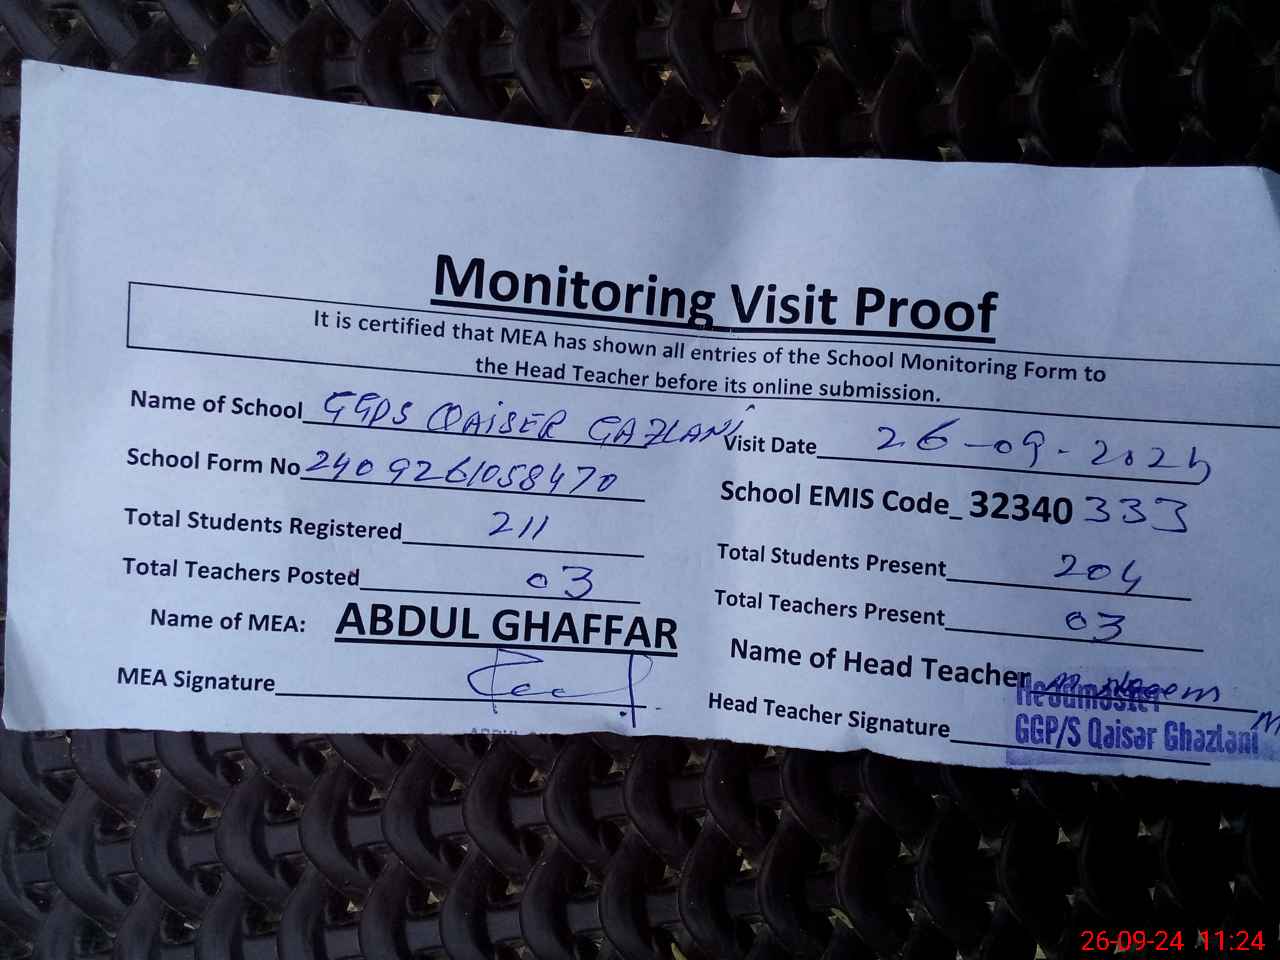 Monitoring Visit Proof
It is certified that MEA has shown all entries of the School Monitoring Form to
the Head Teacher before its online submission.
Name of School GGPS QAISER GAZLANI
Visit Date 26-09-2024
School Form No 2409261058470
School EMIS Code_ 32340 333
Total Students Registered 211
Total Students Present 204
Total Teachers Posted 03
Total Teachers Present 03
Name of MEA: ABDUL GHAFFAR
Name of Head Teacher
MEA Signature
Head Teacher Signature
Headmaster
GGP/S Qaisar Ghazlani
26-09-24 11:24